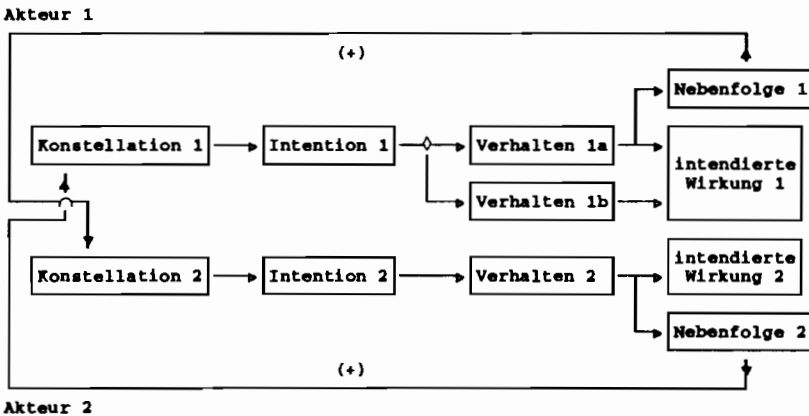 Akteur 1
(+)
Nebenfolge 1
Konstellation 1
Intention 1
Verhalten 1a
intendierte
Wirkung 1
Verhalten 1b
Konstellation 2
Intention 2
Verhalten 2
intendierte
Wirkung 2
Nebenfolge 2
(+)
Akteur 2